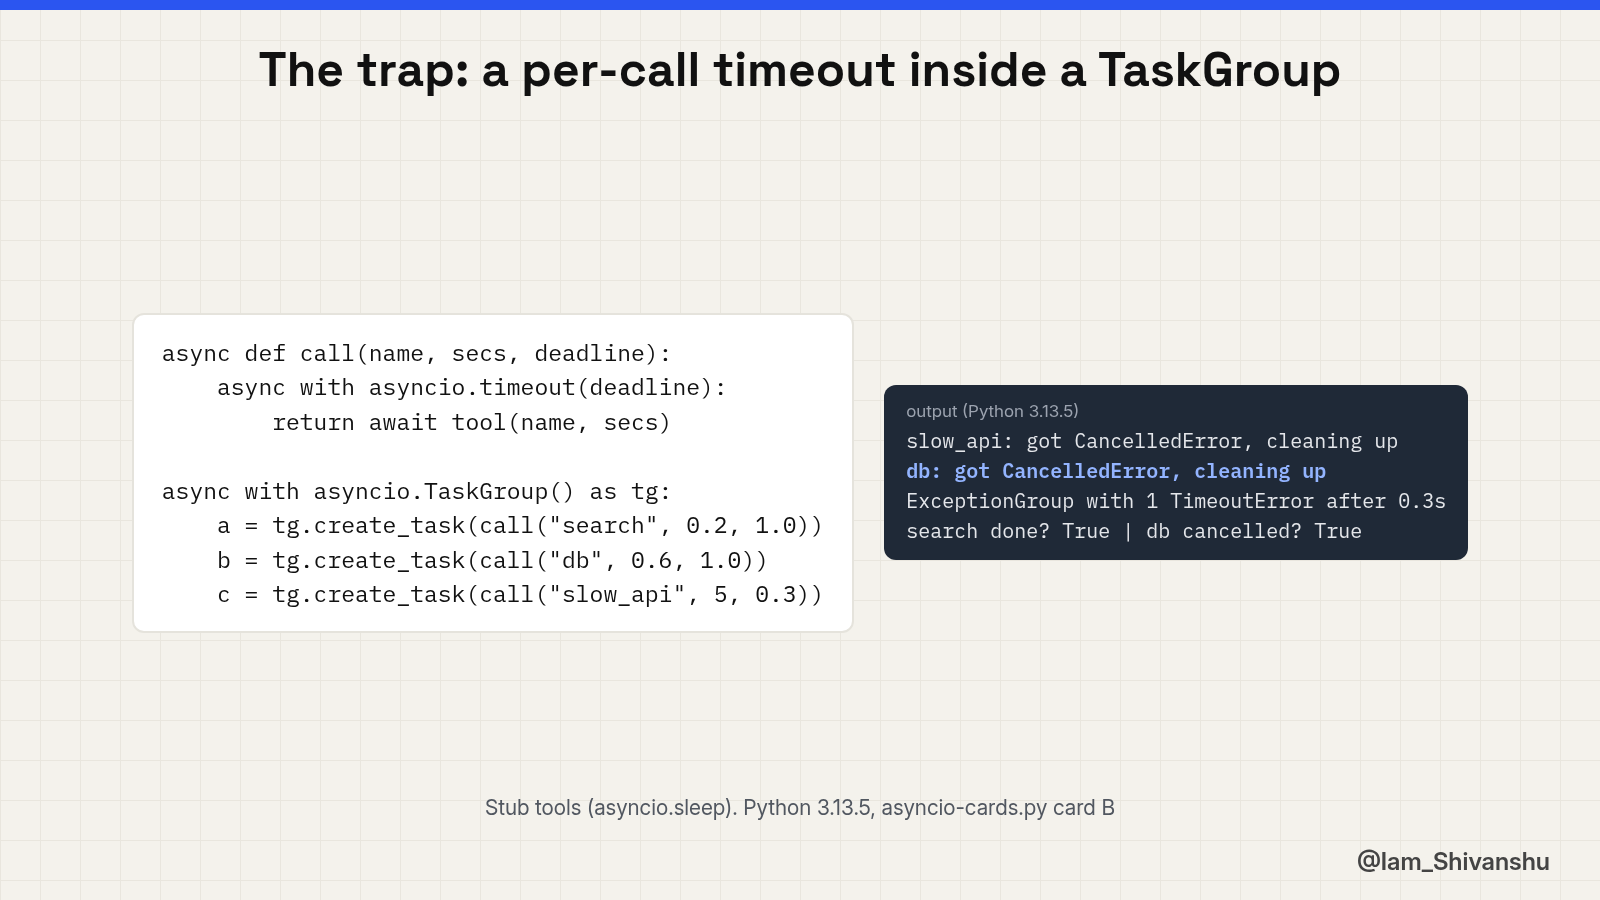 The trap: a per-call timeout inside a TaskGroup
async def call(name, secs, deadline):
    async with asyncio.timeout(deadline):
        return await tool(name, secs)

async with asyncio.TaskGroup() as tg:
    a = tg.create_task(call("search", 0.2, 1.0))
    b = tg.create_task(call("db", 0.6, 1.0))
    c = tg.create_task(call("slow_api", 5, 0.3))
output (Python 3.13.5)
slow_api: got CancelledError, cleaning up
db: got CancelledError, cleaning up
ExceptionGroup with 1 TimeoutError after 0.3s
search done? True | db cancelled? True
Stub tools (asyncio.sleep). Python 3.13.5, asyncio-cards.py card B
@Iam_Shivanshu